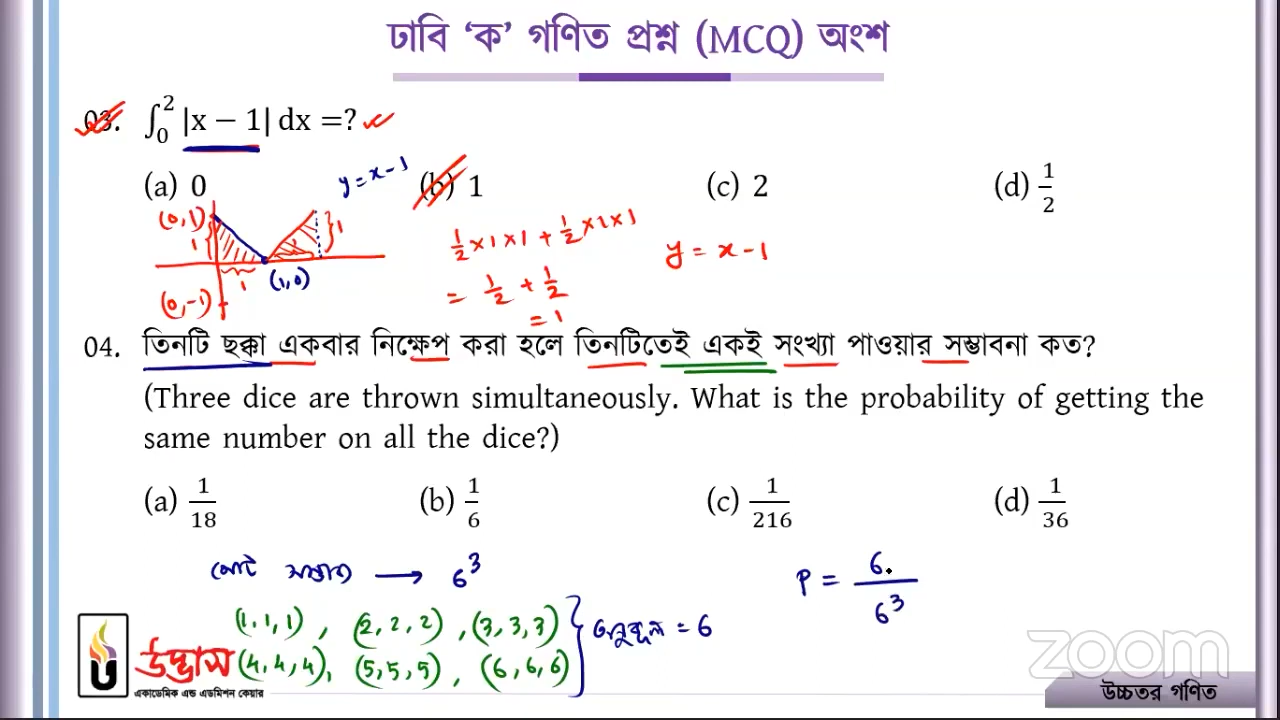 ঢাবি ‘ক’ গণিত প্রশ্ন (MCQ) অংশ
03. ∫₀² |x − 1| dx =?
(a) 0 (b) 1 (c) 2 (d) 1/2
y = x - 1
(0, 1)
1
1
1
(1, 0)
(0, -1)
1/2 × 1 × 1 + 1/2 × 1 × 1
= 1/2 + 1/2
= 1
y = x - 1
04. তিনটি ছক্কা একবার নিক্ষেপ করা হলে তিনটিতেই একই সংখ্যা পাওয়ার সম্ভাবনা কত?
(Three dice are thrown simultaneously. What is the probability of getting the
same number on all the dice?)
(a) 1/18 (b) 1/6 (c) 1/216 (d) 1/36
মোট → 6³
(1, 1, 1), (2, 2, 2), (3, 3, 3)
(4, 4, 4), (5, 5, 5), (6, 6, 6)
অনুকূল = 6
P = 6/6³
উদ্ভাস
একাডেমিক এন্ড এডমিশন কেয়ার
zoom
উচ্চতর গণিত